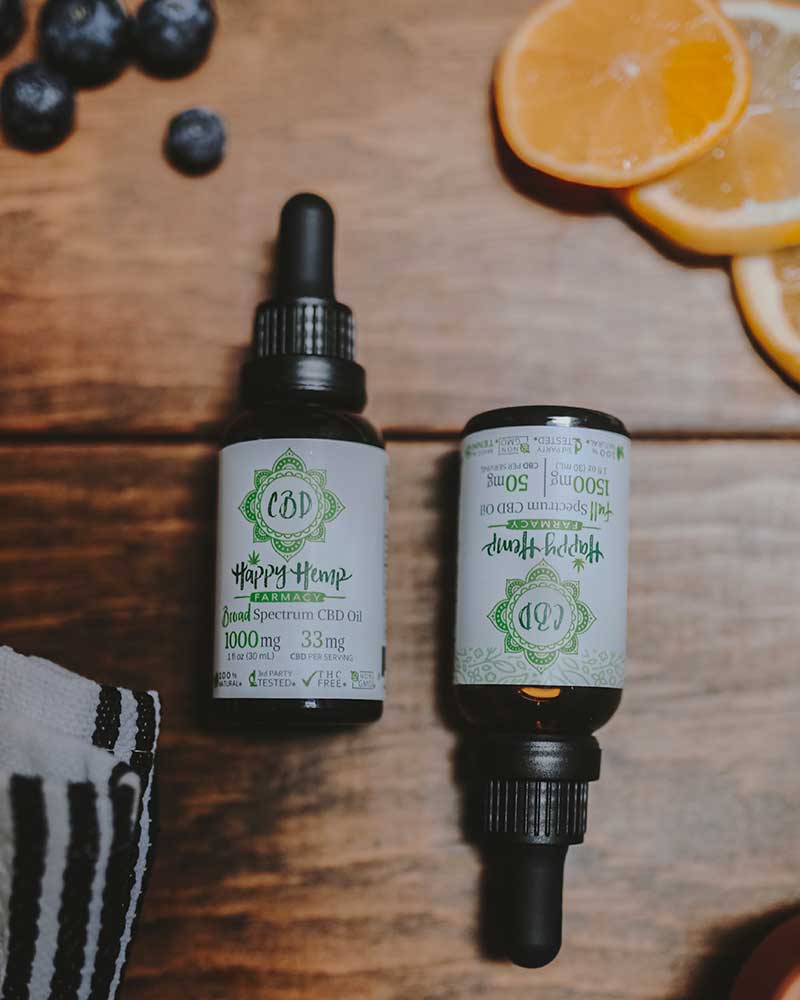 CBD
Happy Hemp
FARMACY
Broad Spectrum CBD Oil
1000mg 33mg
1 fl oz (30 mL) CBD PER SERVING
100% NATURAL*
3rd PARTY TESTED*
THC FREE*
NON GMO
CBD
Happy Hemp
FARMACY
Full Spectrum CBD Oil
1500mg 50mg
1 fl oz (30 mL) CBD PER SERVING
100% NATURAL*
3rd PARTY TESTED*
NON GMO